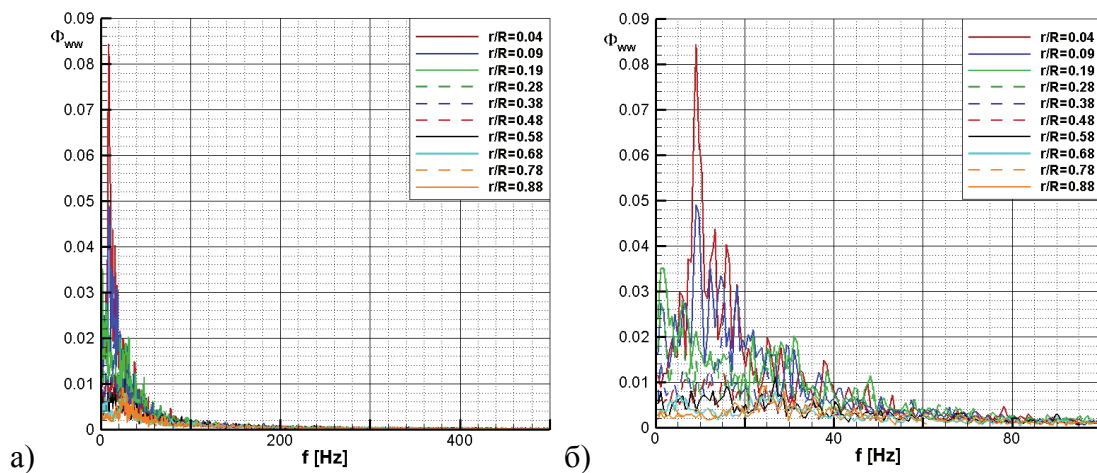 0.09
Φww
0.08
0.07
0.06
0.05
0.04
0.03
0.02
0.01
0
0
200
400
f [Hz]
r/R=0.04
r/R=0.09
r/R=0.19
r/R=0.28
r/R=0.38
r/R=0.48
r/R=0.58
r/R=0.68
r/R=0.78
r/R=0.88
а)
0.09
Φww
0.08
0.07
0.06
0.05
0.04
0.03
0.02
0.01
0
0
40
80
f [Hz]
r/R=0.04
r/R=0.09
r/R=0.19
r/R=0.28
r/R=0.38
r/R=0.48
r/R=0.58
r/R=0.68
r/R=0.78
r/R=0.88
б)